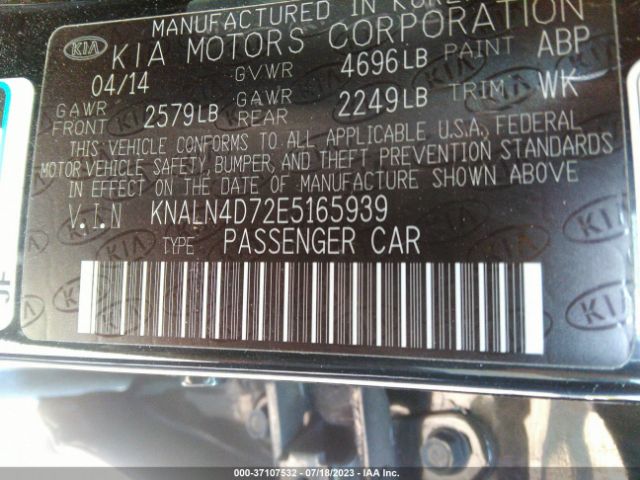 MANUFACTURED IN KOREA
KIA KIA MOTORS CORPORATION
04/14 GVWR 4696LB PAINT ABP
GAWR FRONT 2579LB GAWR REAR 2249LB TRIM WK
THIS VEHICLE CONFORMS TO ALL APPLICABLE U.S.A. FEDERAL
MOTOR VEHICLE SAFETY, BUMPER, AND THEFT PREVENTION STANDARDS
IN EFFECT ON THE DATE OF MANUFACTURE SHOWN ABOVE
V.I.N KNALN4D72E5165939
TYPE PASSENGER CAR
000-37107532 - 07/18/2023 - IAA Inc.